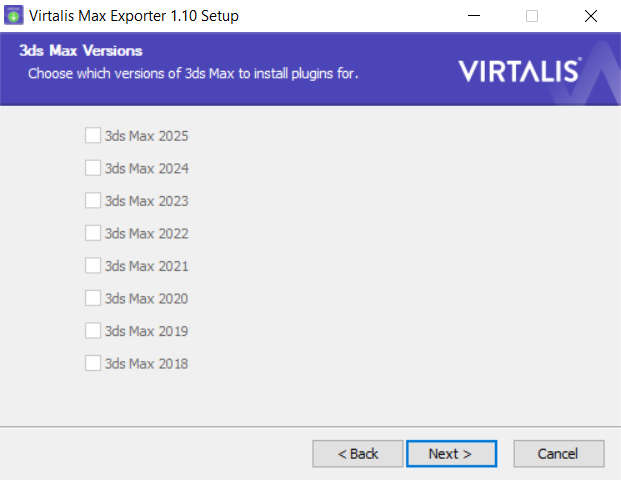 Virtalis Max Exporter 1.10 Setup
3ds Max Versions
Choose which versions of 3ds Max to install plugins for.
VIRTALIS
3ds Max 2025
3ds Max 2024
3ds Max 2023
3ds Max 2022
3ds Max 2021
3ds Max 2020
3ds Max 2019
3ds Max 2018
< Back
Next >
Cancel